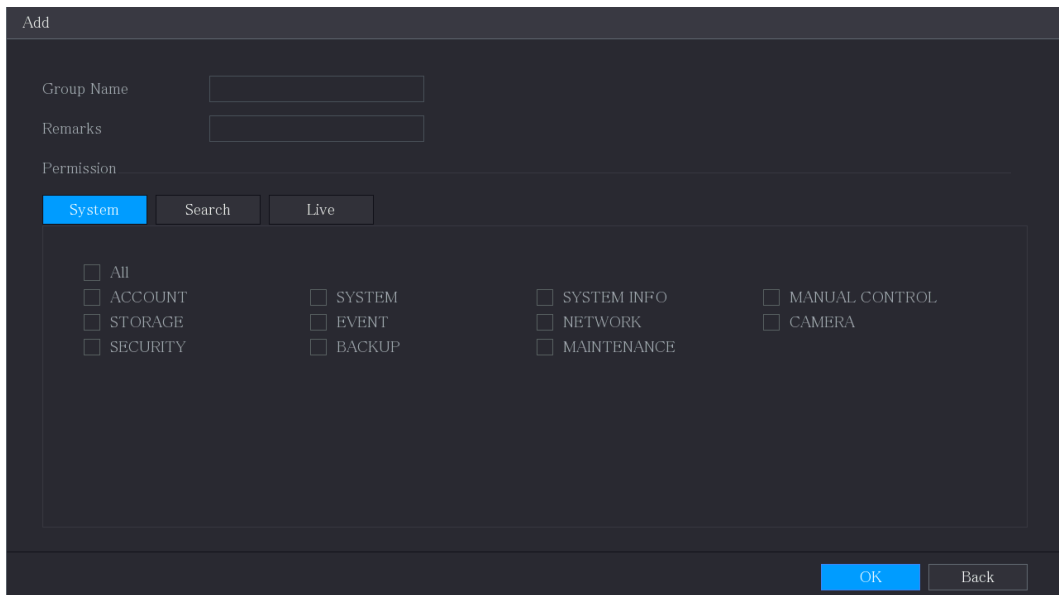 Add
Group Name
Remarks
Permission
System Search Live
All
ACCOUNT SYSTEM SYSTEM INFO MANUAL CONTROL
STORAGE EVENT NETWORK CAMERA
SECURITY BACKUP MAINTENANCE
OK Back